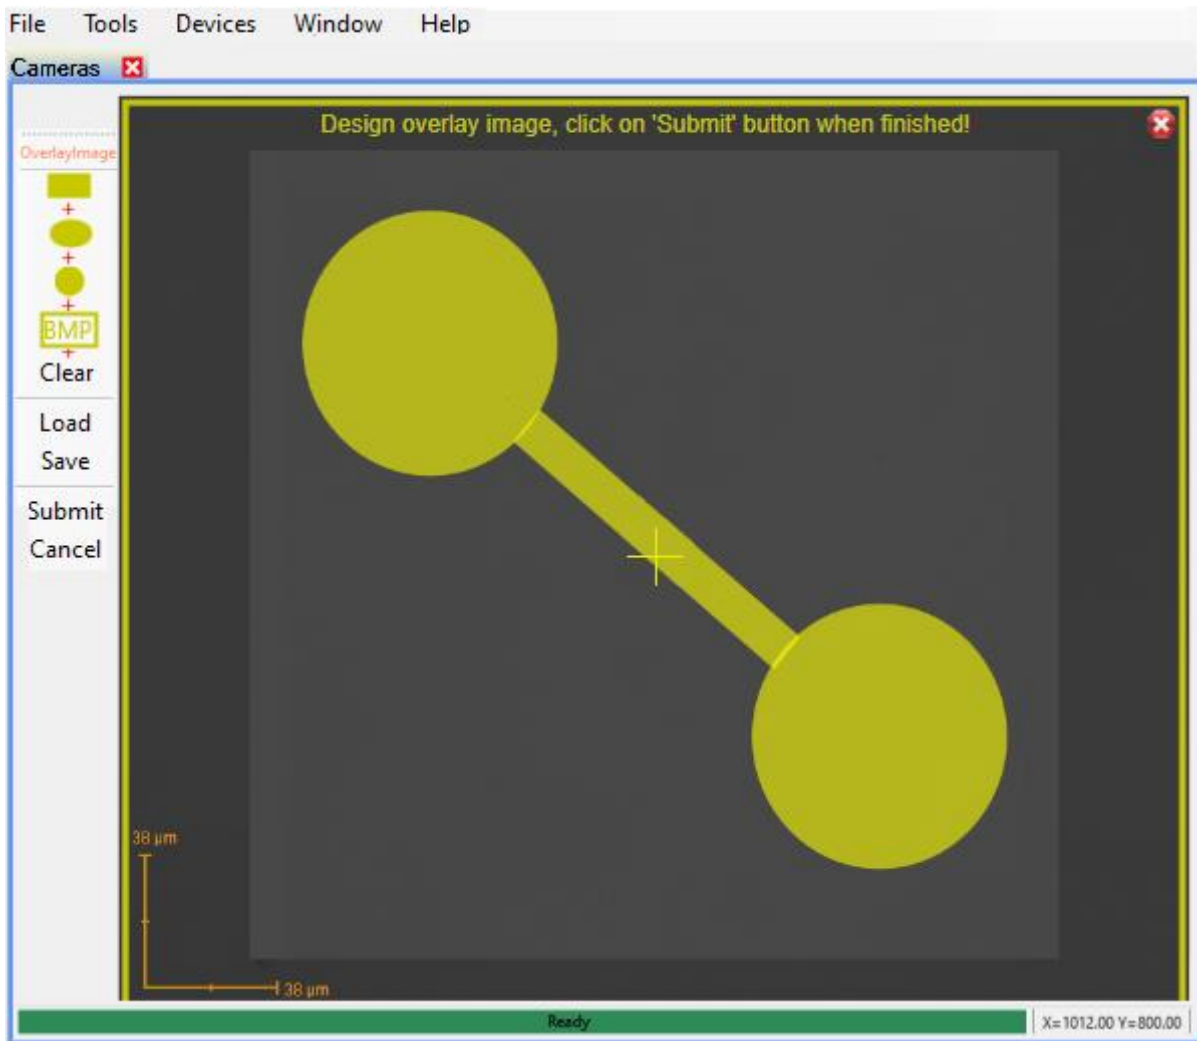 File Tools Devices Window Help
Cameras
Design overlay image, click on 'Submit' button when finished!
OverlayImage
BMP
Clear
Load
Save
Submit
Cancel
38 µm
38 µm
Ready
X=1012.00 Y=800.00